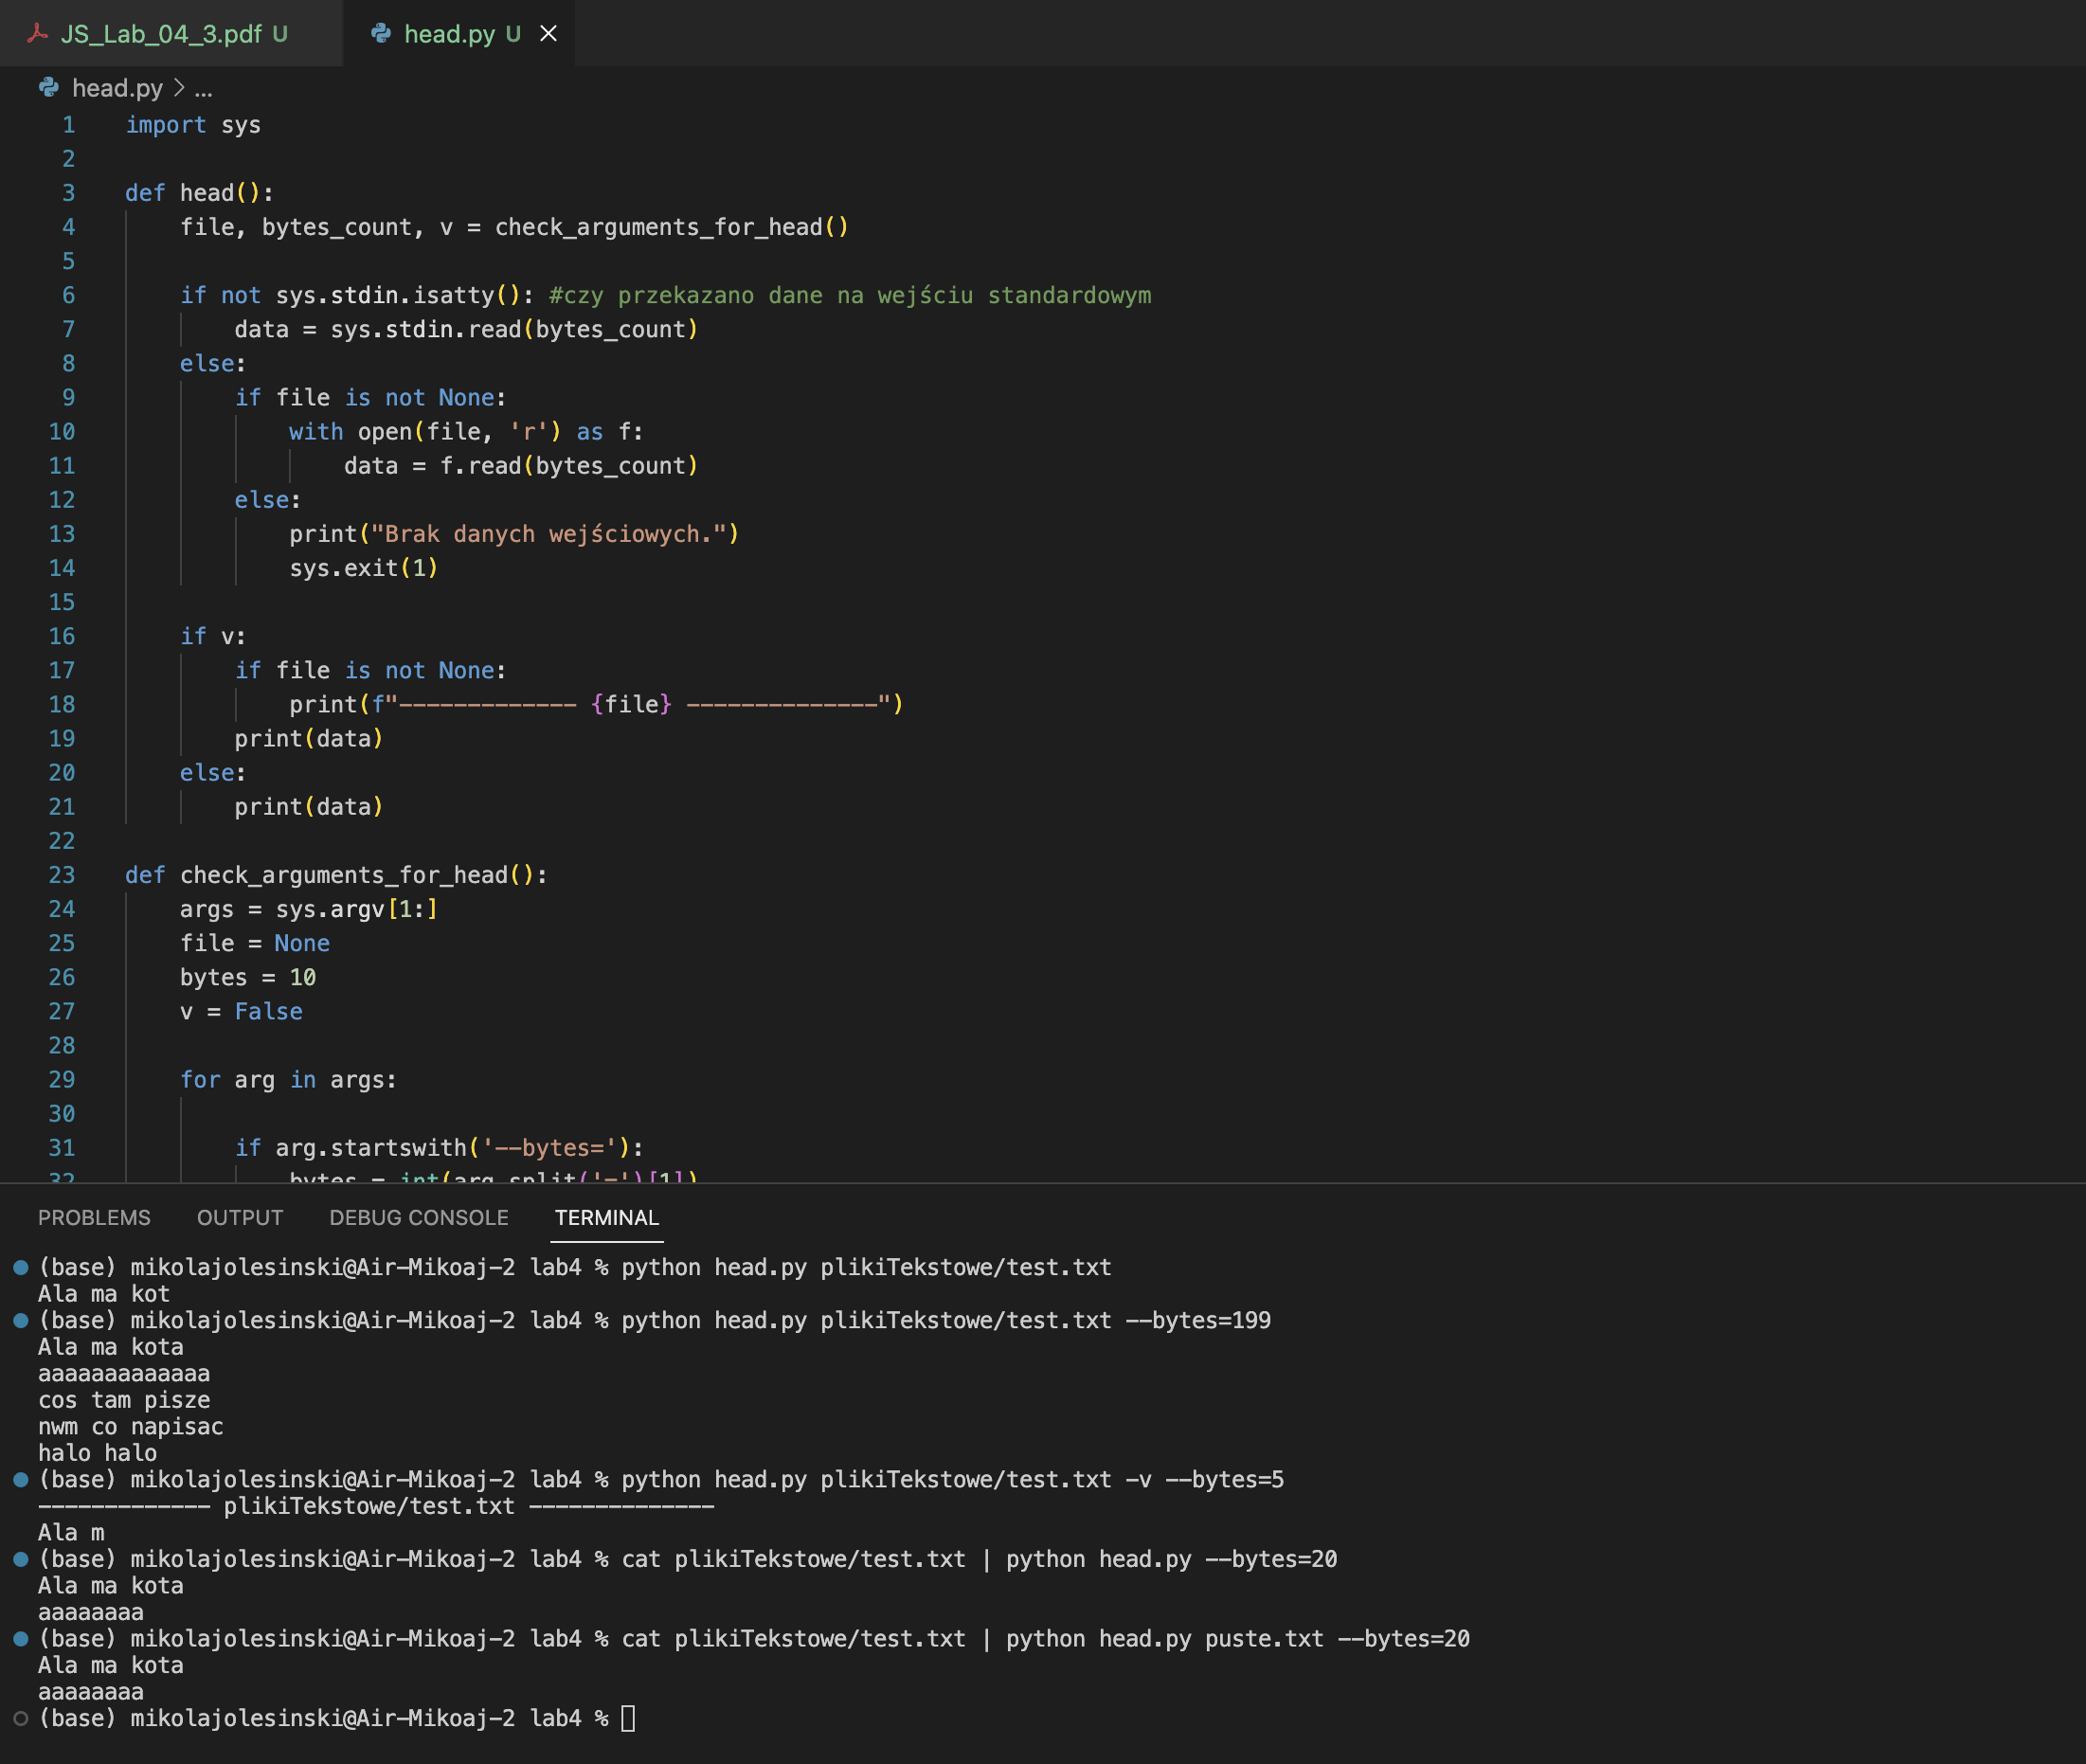 JS_Lab_04_3.pdf U head.py U
head.py > ...
1 import sys
2
3 def head():
4 file, bytes_count, v = check_arguments_for_head()
5
6 if not sys.stdin.isatty(): #czy przekazano dane na wejściu standardowym
7 data = sys.stdin.read(bytes_count)
8 else:
9 if file is not None:
10 with open(file, 'r') as f:
11 data = f.read(bytes_count)
12 else:
13 print("Brak danych wejściowych.")
14 sys.exit(1)
15
16 if v:
17 if file is not None:
18 print(f"------------- {file} --------------")
19 print(data)
20 else:
21 print(data)
22
23 def check_arguments_for_head():
24 args = sys.argv[1:]
25 file = None
26 bytes = 10
27 v = False
28
29 for arg in args:
30
31 if arg.startswith('--bytes='):
32 bytes = int(arg.split('=')[1])
PROBLEMS OUTPUT DEBUG CONSOLE TERMINAL
(base) mikolajolesinski@Air-Mikoaj-2 lab4 % python head.py plikiTekstowe/test.txt
Ala ma kot
(base) mikolajolesinski@Air-Mikoaj-2 lab4 % python head.py plikiTekstowe/test.txt --bytes=199
Ala ma kota
aaaaaaaaaaaaa
cos tam pisze
nwm co napisac
halo halo
(base) mikolajolesinski@Air-Mikoaj-2 lab4 % python head.py plikiTekstowe/test.txt -v --bytes=5
------------- plikiTekstowe/test.txt --------------
Ala m
(base) mikolajolesinski@Air-Mikoaj-2 lab4 % cat plikiTekstowe/test.txt | python head.py --bytes=20
Ala ma kota
aaaaaaaa
(base) mikolajolesinski@Air-Mikoaj-2 lab4 % cat plikiTekstowe/test.txt | python head.py puste.txt --bytes=20
Ala ma kota
aaaaaaaa
(base) mikolajolesinski@Air-Mikoaj-2 lab4 %